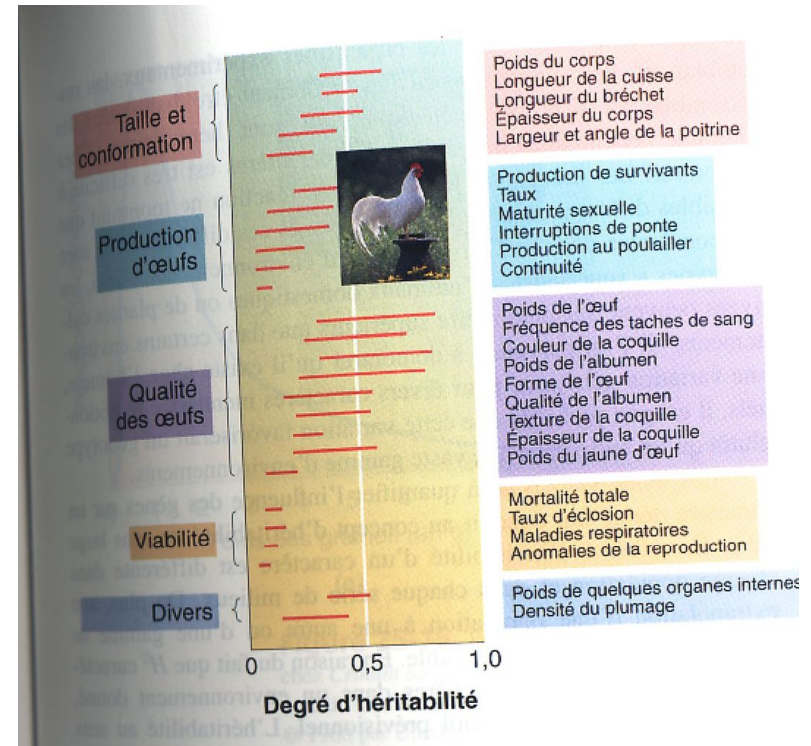 Taille et
conformation
Poids du corps
Longueur de la cuisse
Longueur du bréchet
Épaisseur du corps
Largeur et angle de la poitrine
Production
d'œufs
Production de survivants
Taux
Maturité sexuelle
Interruptions de ponte
Production au poulailler
Continuité
Qualité
des œufs
Poids de l'œuf
Fréquence des taches de sang
Couleur de la coquille
Poids de l'albumen
Forme de l'œuf
Qualité de l'albumen
Texture de la coquille
Épaisseur de la coquille
Poids du jaune d'œuf
Viabilité
Mortalité totale
Taux d'éclosion
Maladies respiratoires
Anomalies de la reproduction
Divers
Poids de quelques organes internes
Densité du plumage
0 0,5 1,0
Degré d'héritabilité